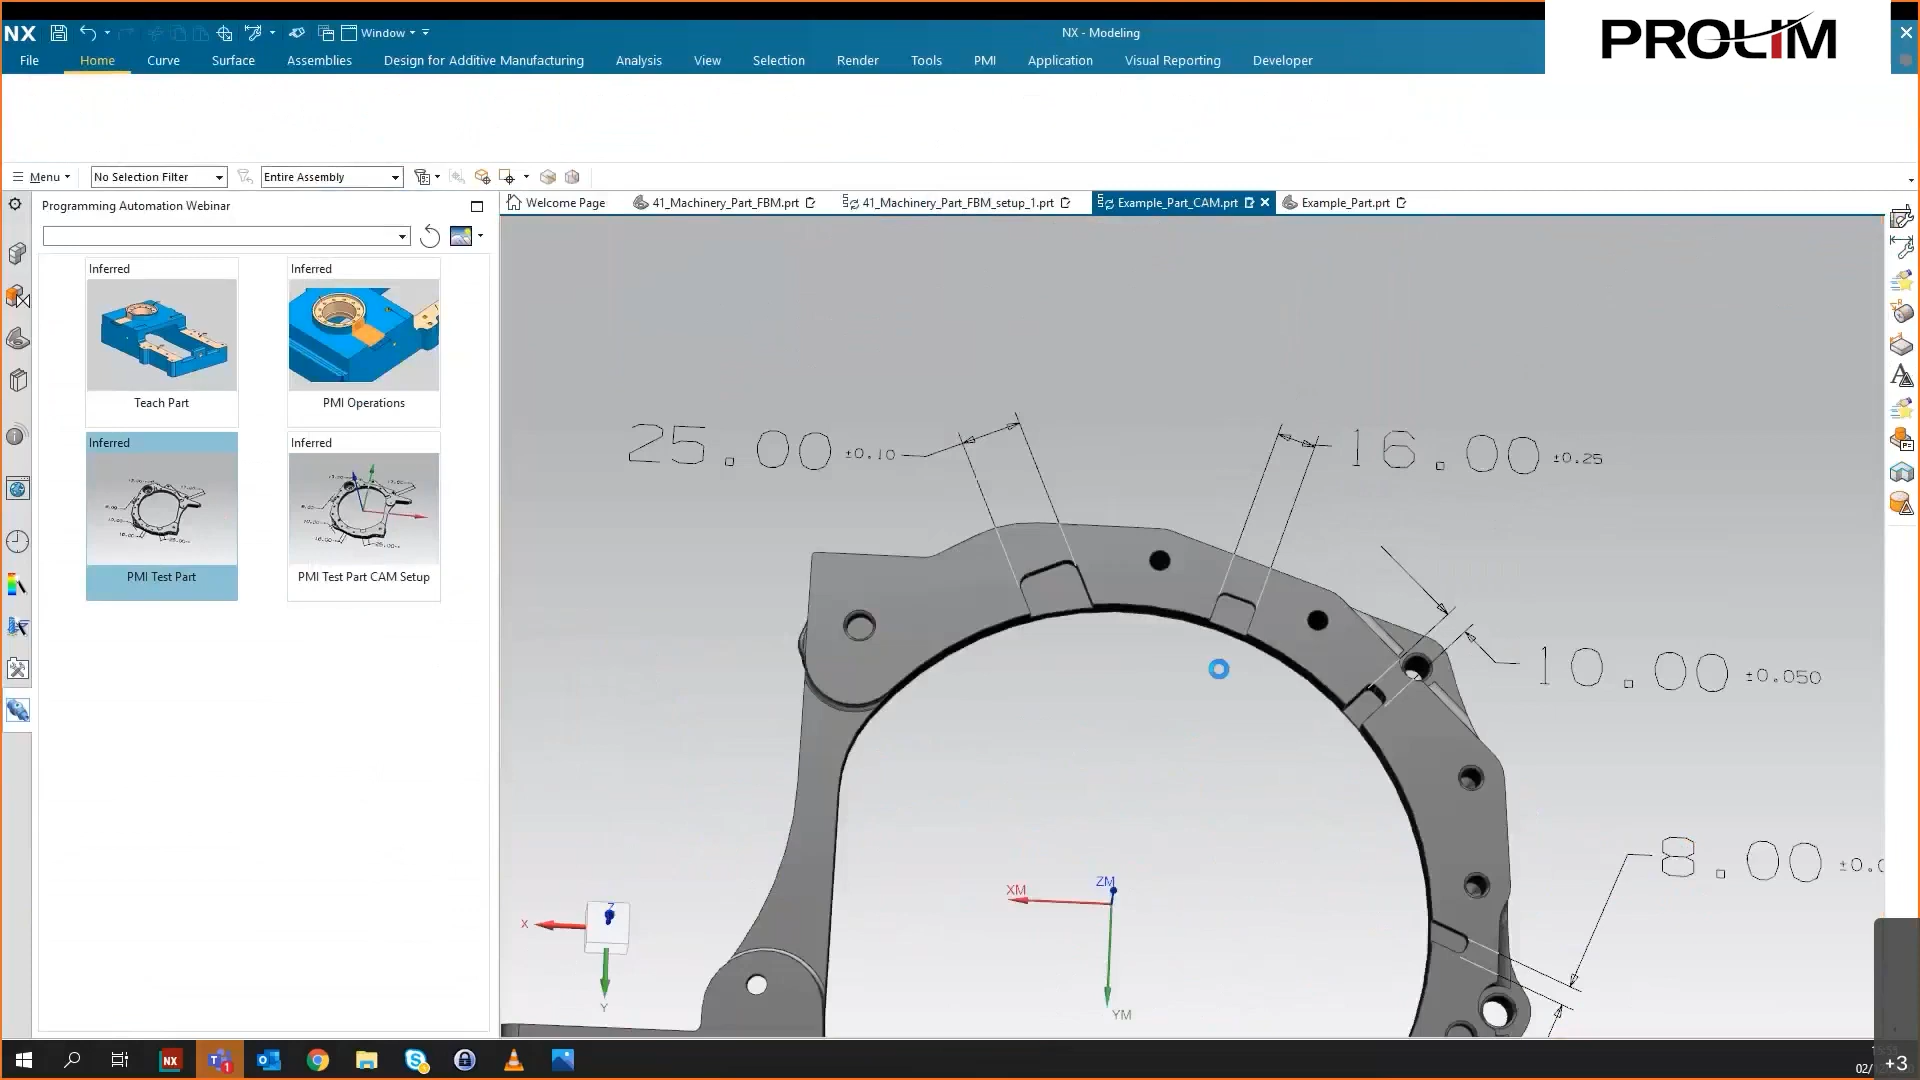 NX
Window
NX - Modeling
PROLIM
File
Home
Curve
Surface
Assemblies
Design for Additive Manufacturing
Analysis
View
Selection
Render
Tools
PMI
Application
Visual Reporting
Developer
Menu
No Selection Filter
Entire Assembly
Programming Automation Webinar
Welcome Page
41_Machinery_Part_FBM.prt
41_Machinery_Part_FBM_setup_1.prt
Example_Part_CAM.prt
Example_Part.prt
Inferred
Teach Part
Inferred
PMI Operations
Inferred
PMI Test Part
Inferred
PMI Test Part CAM Setup
25.00 ±0.10
16.00 ±0.25
10.00 ±0.050
8.00
XM
ZM
YM
X
Z
Y
NX
02/
+3